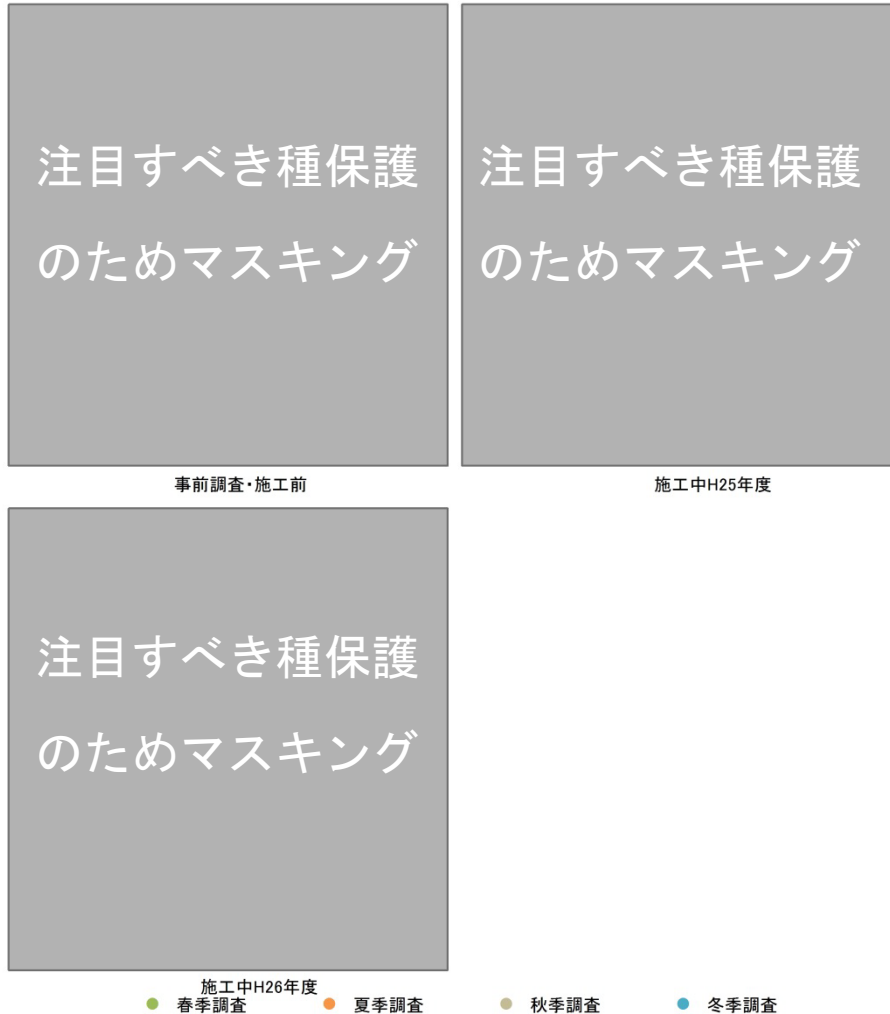 注目すべき種保護
のためマスキング
注目すべき種保護
のためマスキング
事前調査・施工前
施工中H25年度
注目すべき種保護
のためマスキング
施工中H26年度
春季調査
夏季調査
秋季調査
冬季調査